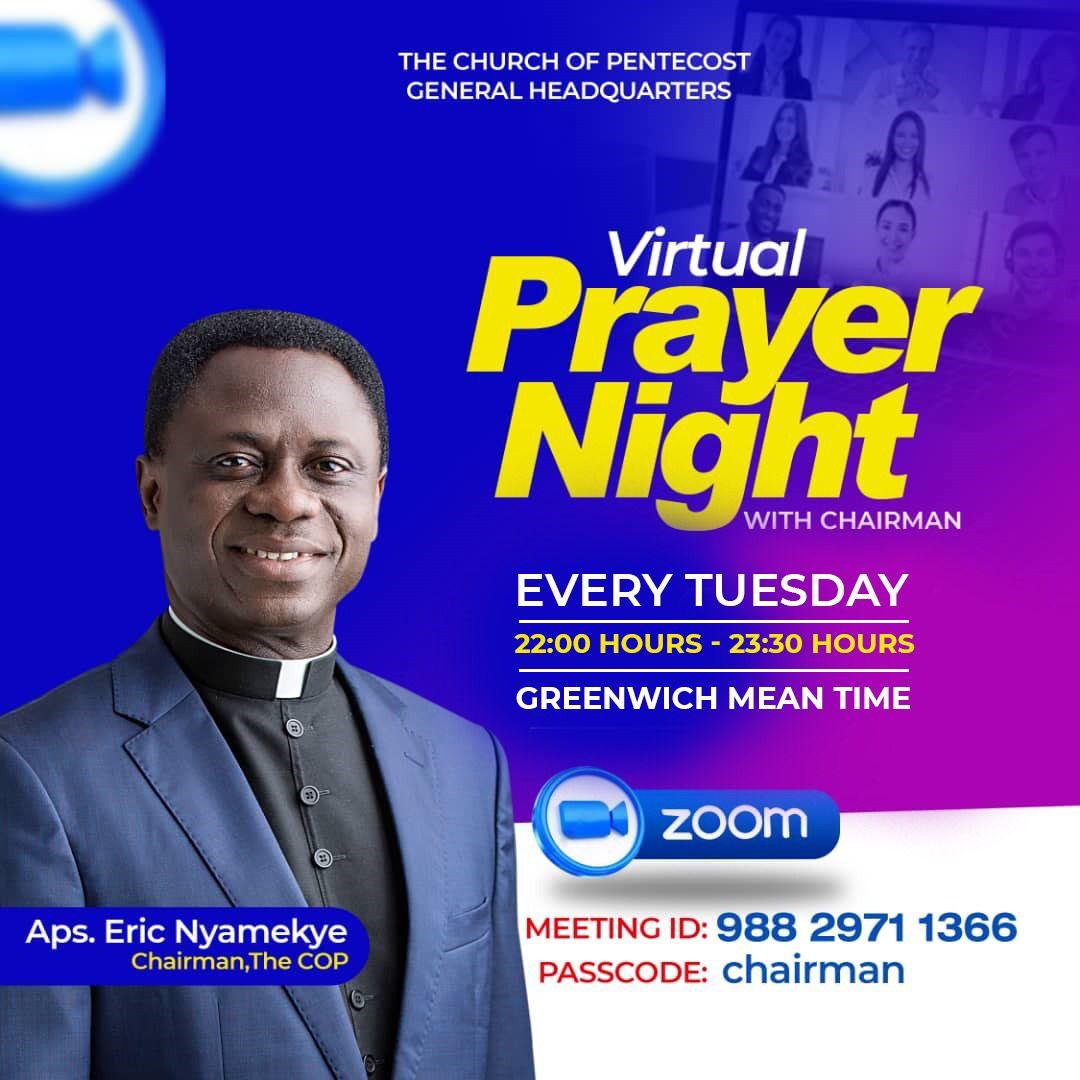 THE CHURCH OF PENTECOST
GENERAL HEADQUARTERS
Virtual
Prayer
Night
WITH CHAIRMAN
EVERY TUESDAY
22:00 HOURS - 23:30 HOURS
GREENWICH MEAN TIME
zoom
MEETING ID: 988 2971 1366
PASSCODE: chairman
Aps. Eric Nyamekye
Chairman,The COP